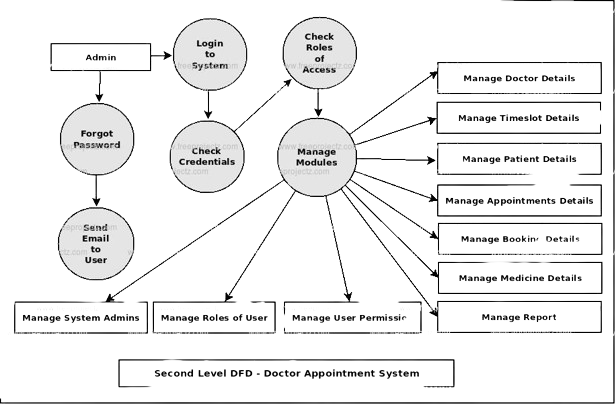 Admin
Login
to
System
Check
Roles
of
Access
Forgot
Password
Check
Credentials
Manage
Modules
Send
Email
to
User
Manage Doctor Details
Manage Timeslot Details
Manage Patient Details
Manage Appointments Details
Manage Booking Details
Manage Medicine Details
Manage Report
Manage System Admins
Manage Roles of User
Manage User
Second Level DFD - Doctor Appointment System